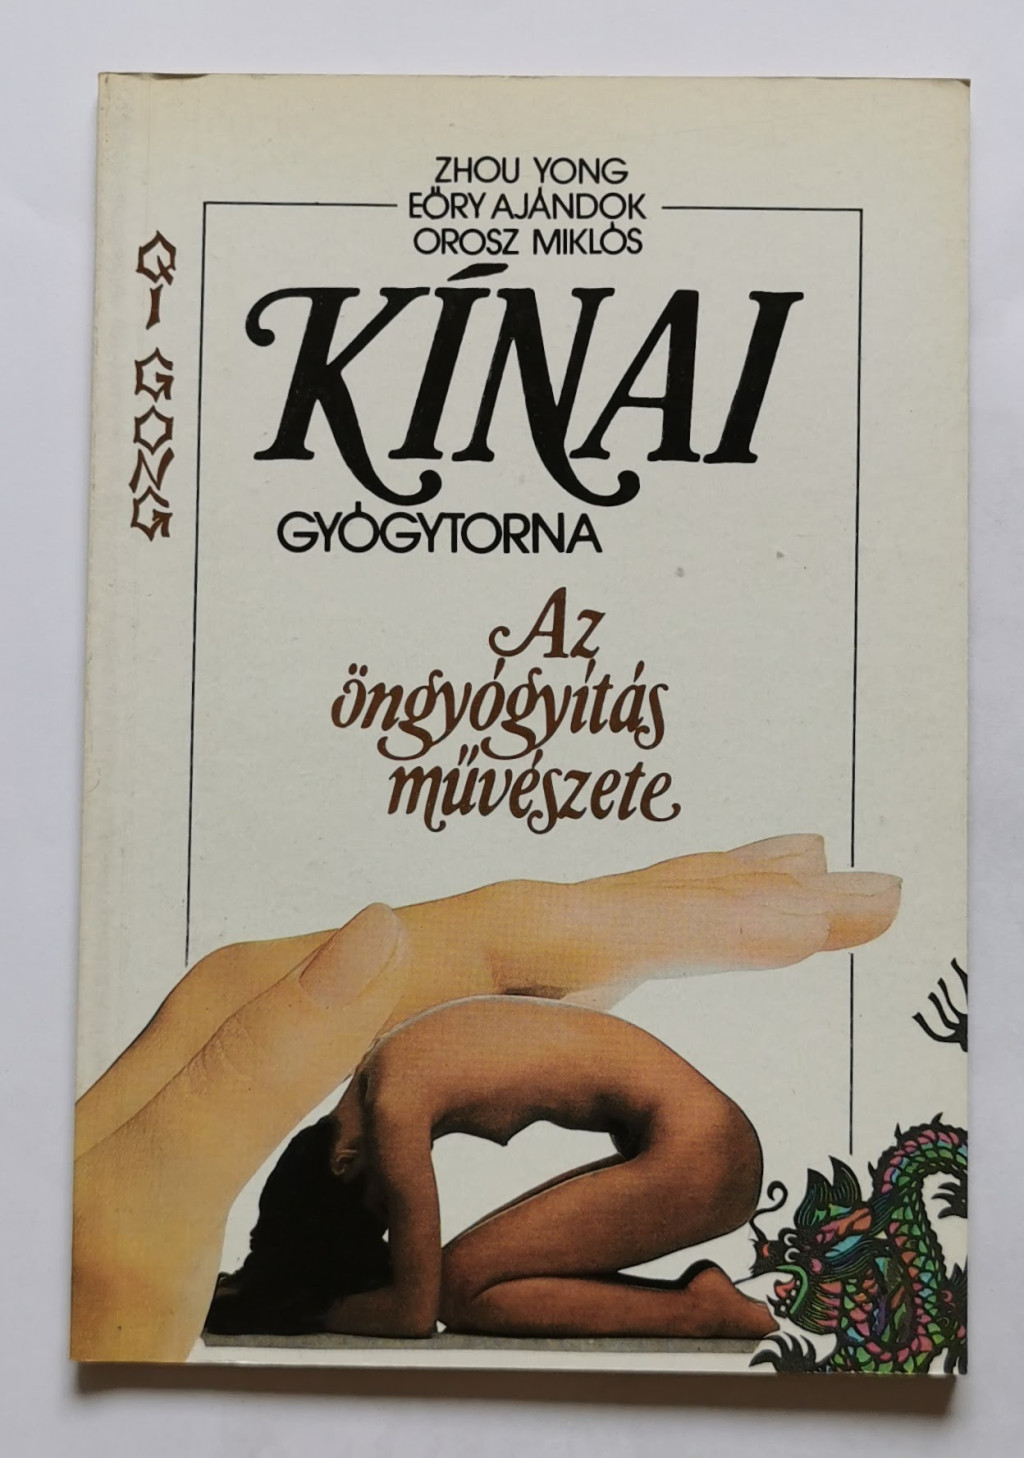 ZHOU YONG
EŐRY AJÁNDOK
OROSZ MIKLÓS
QI GONG
KÍNAI
GYÓGYTORNA
Az
öngyógyítás
művészete